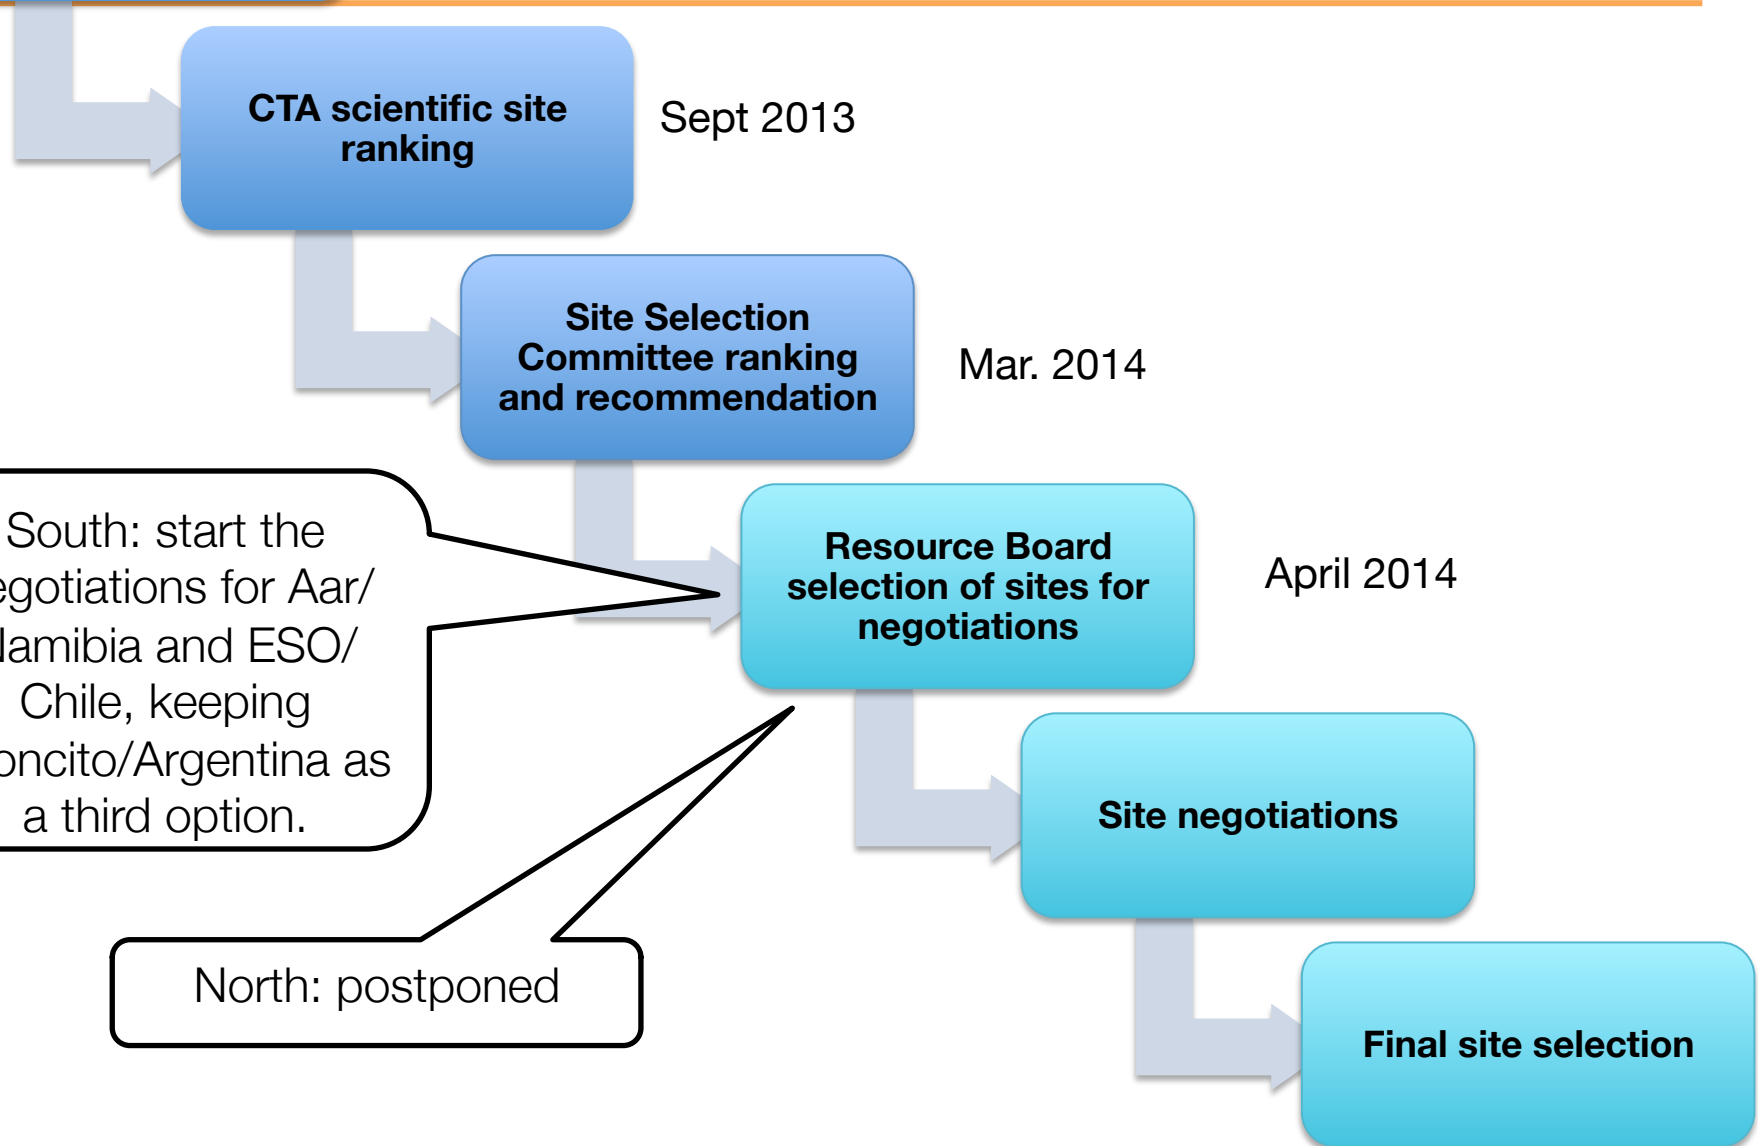 CTA scientific site
ranking
Sept 2013
Site Selection
Committee ranking
and recommendation
Mar. 2014
South: start the
egotiations for Aar/
Namibia and ESO/
Chile, keeping
oncito/Argentina as
a third option.
Resource Board
selection of sites for
negotiations
April 2014
Site negotiations
North: postponed
Final site selection